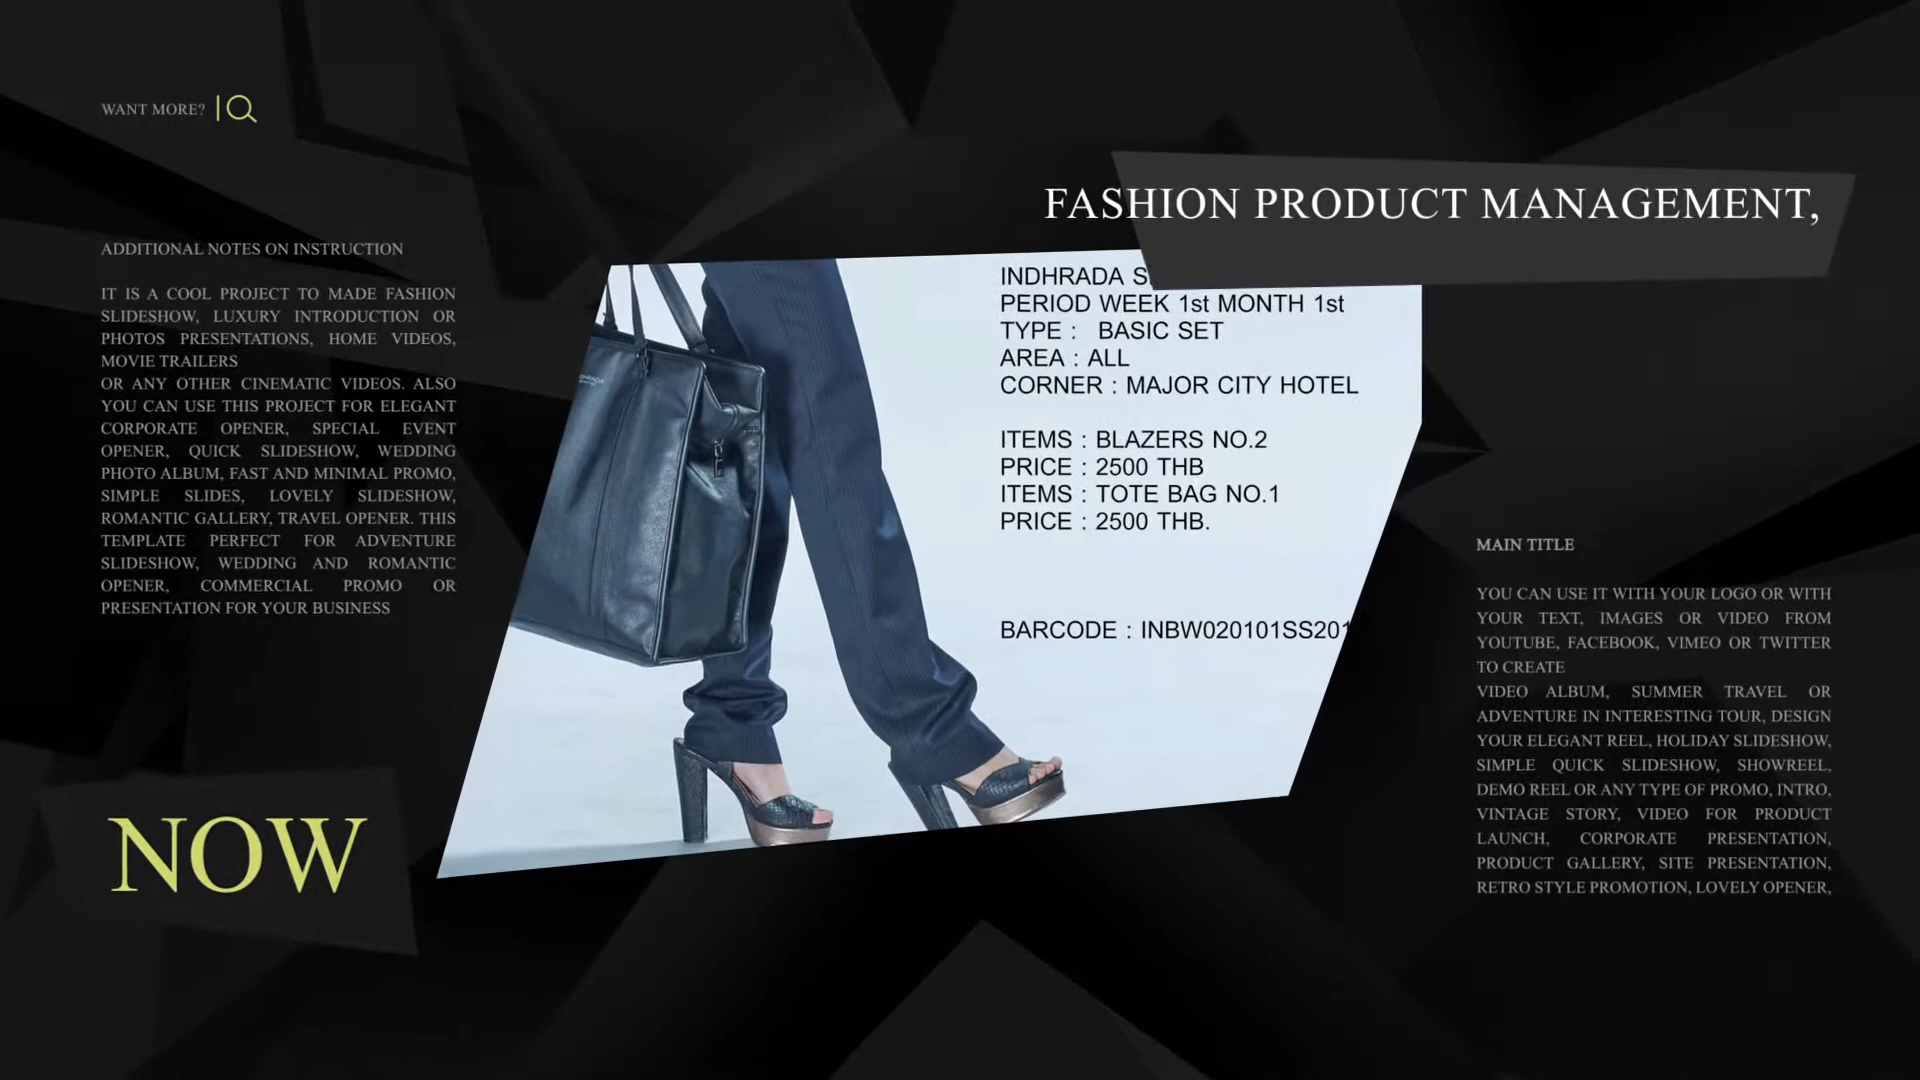 WANT MORE?
FASHION PRODUCT MANAGEMENT,
ADDITIONAL NOTES ON INSTRUCTION
IT IS A COOL PROJECT TO MADE FASHION
SLIDESHOW, LUXURY INTRODUCTION OR
PHOTOS PRESENTATIONS, HOME VIDEOS,
MOVIE TRAILERS
OR ANY OTHER CINEMATIC VIDEOS. ALSO
YOU CAN USE THIS PROJECT FOR ELEGANT
CORPORATE OPENER, SPECIAL EVENT
OPENER, QUICK SLIDESHOW, WEDDING
PHOTO ALBUM, FAST AND MINIMAL PROMO,
SIMPLE SLIDES, LOVELY SLIDESHOW,
ROMANTIC GALLERY, TRAVEL OPENER. THIS
TEMPLATE PERFECT FOR ADVENTURE
SLIDESHOW, WEDDING AND ROMANTIC
OPENER, COMMERCIAL PROMO OR
PRESENTATION FOR YOUR BUSINESS
NOW
INDHRADA
PERIOD WEEK 1st MONTH 1st
TYPE : BASIC SET
AREA : ALL
CORNER : MAJOR CITY HOTEL
ITEMS : BLAZERS NO.2
PRICE : 2500 THB
ITEMS : TOTE BAG NO.1
PRICE : 2500 THB.
BARCODE : INBW020101SS201
MAIN TITLE
YOU CAN USE IT WITH YOUR LOGO OR WITH
YOUR TEXT, IMAGES OR VIDEO FROM
YOUTUBE, FACEBOOK, VIMEO OR TWITTER
TO CREATE
VIDEO ALBUM, SUMMER TRAVEL OR
ADVENTURE IN INTERESTING TOUR, DESIGN
YOUR ELEGANT REEL, HOLIDAY SLIDESHOW,
SIMPLE QUICK SLIDESHOW, SHOWREEL,
DEMO REEL OR ANY TYPE OF PROMO, INTRO,
VINTAGE STORY, VIDEO FOR PRODUCT
LAUNCH, CORPORATE PRESENTATION,
PRODUCT GALLERY, SITE PRESENTATION,
RETRO STYLE PROMOTION, LOVELY OPENER,